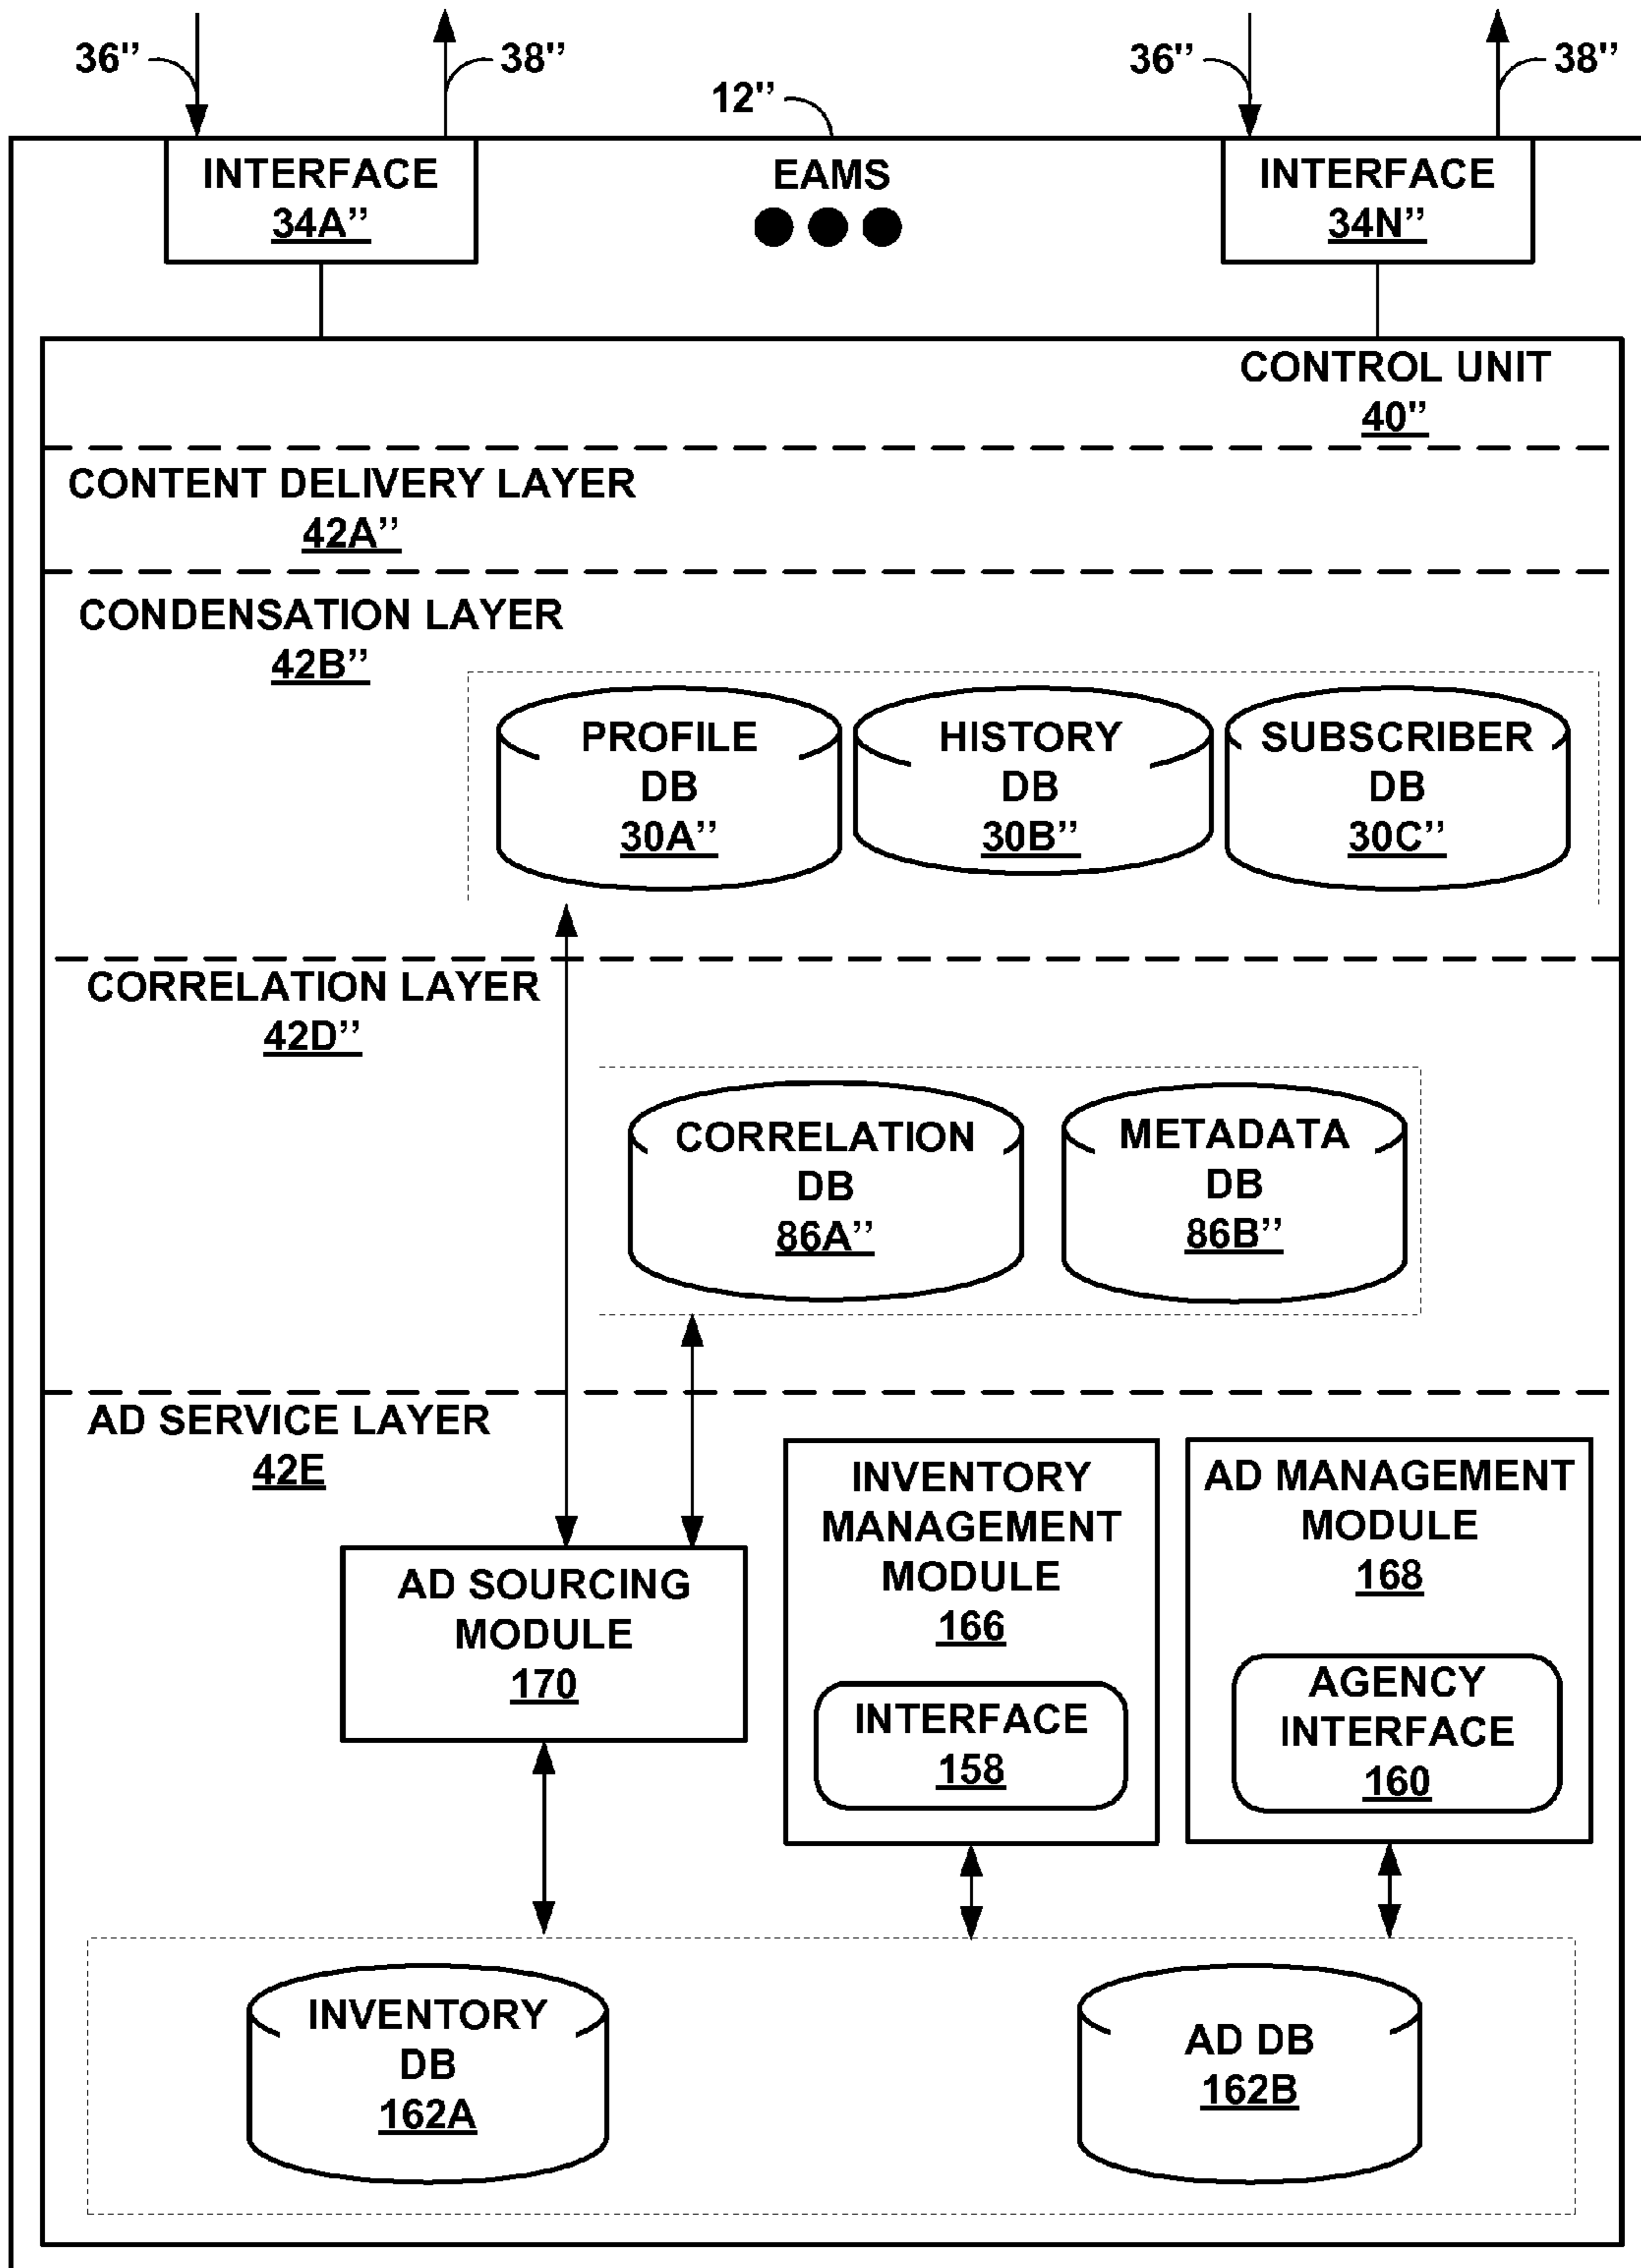 36" 38" 12" 36" 38"
INTERFACE
34A”
EAMS
INTERFACE
34N”
CONTROL UNIT
40"
CONTENT DELIVERY LAYER
42A”
CONDENSATION LAYER
42B”
PROFILE
DB
30A”
HISTORY
DB
30B”
SUBSCRIBER
DB
30C”
CORRELATION LAYER
42D”
CORRELATION
DB
86A”
METADATA
DB
86B”
AD SERVICE LAYER
42E
AD SOURCING
MODULE
170
INVENTORY
MANAGEMENT
MODULE
166
INTERFACE
158
AD MANAGEMENT
MODULE
168
AGENCY
INTERFACE
160
INVENTORY
DB
162A
AD DB
162B